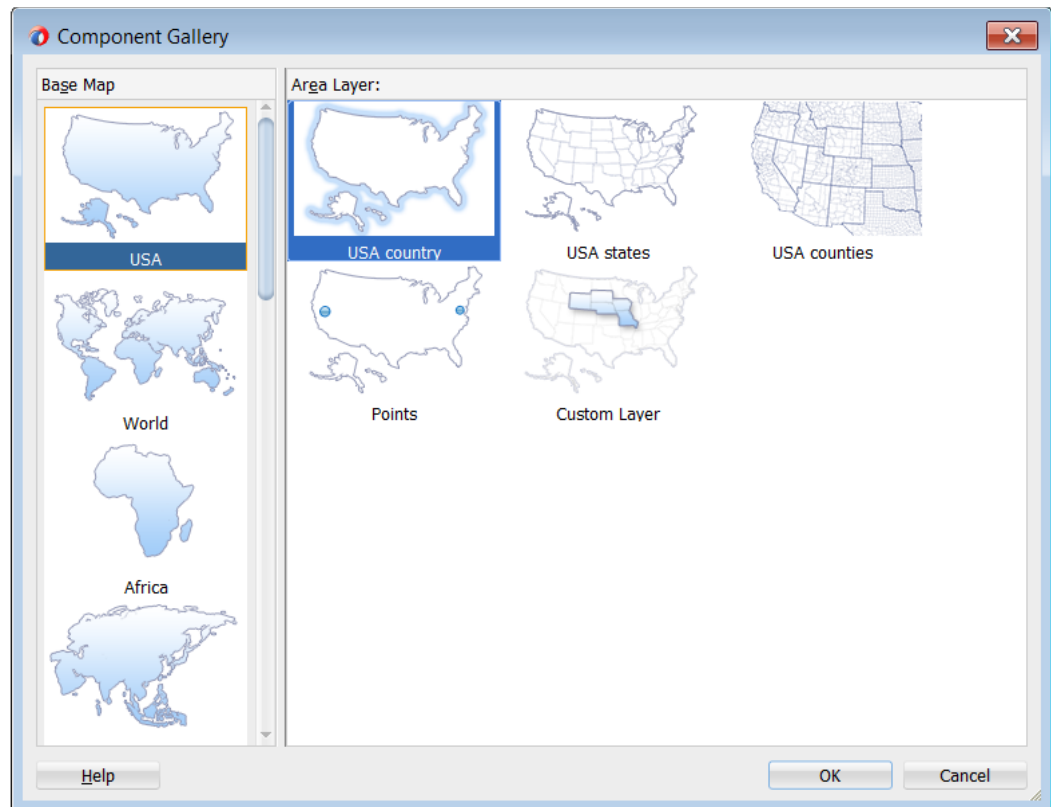 Component Gallery
Base Map
Area Layer:
USA
World
Africa
USA country
USA states
USA counties
Points
Custom Layer
Help
OK
Cancel